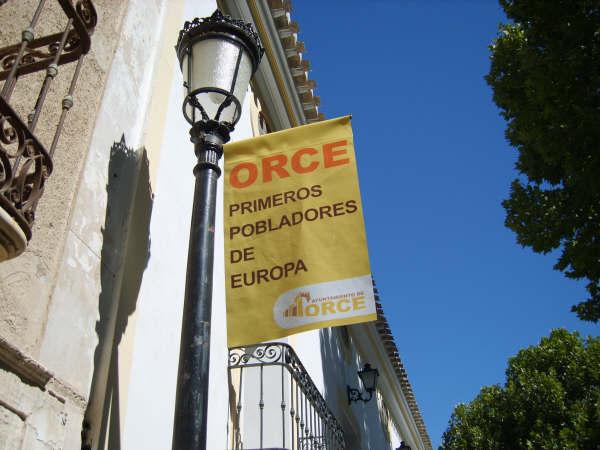 ORCE
PRIMEROS
POBLADORES
DE
EUROPA
AYUNTAMIENTO DE
ORCE